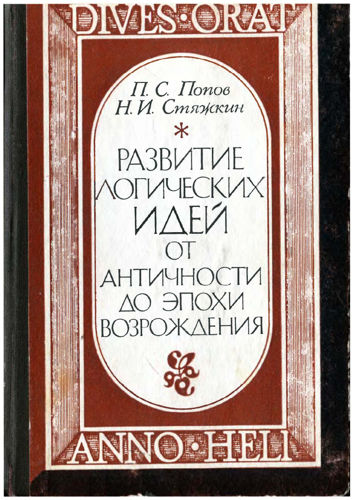 DIVES·ORAT
П. С. Попов
Н. И. Стяжкин
*
РАЗВИТИЕ
ЛОГИЧЕСКИХ
ИДЕЙ
ОТ
АНТИЧНОСТИ
ДО ЭПОХИ
ВОЗРОЖДЕНИЯ
ANNO·HELI